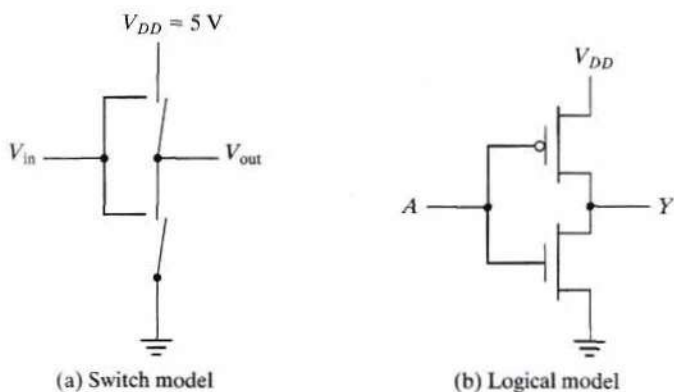 V_DD = 5 V
V_in
V_out
(a) Switch model
V_DD
A
Y
(b) Logical model